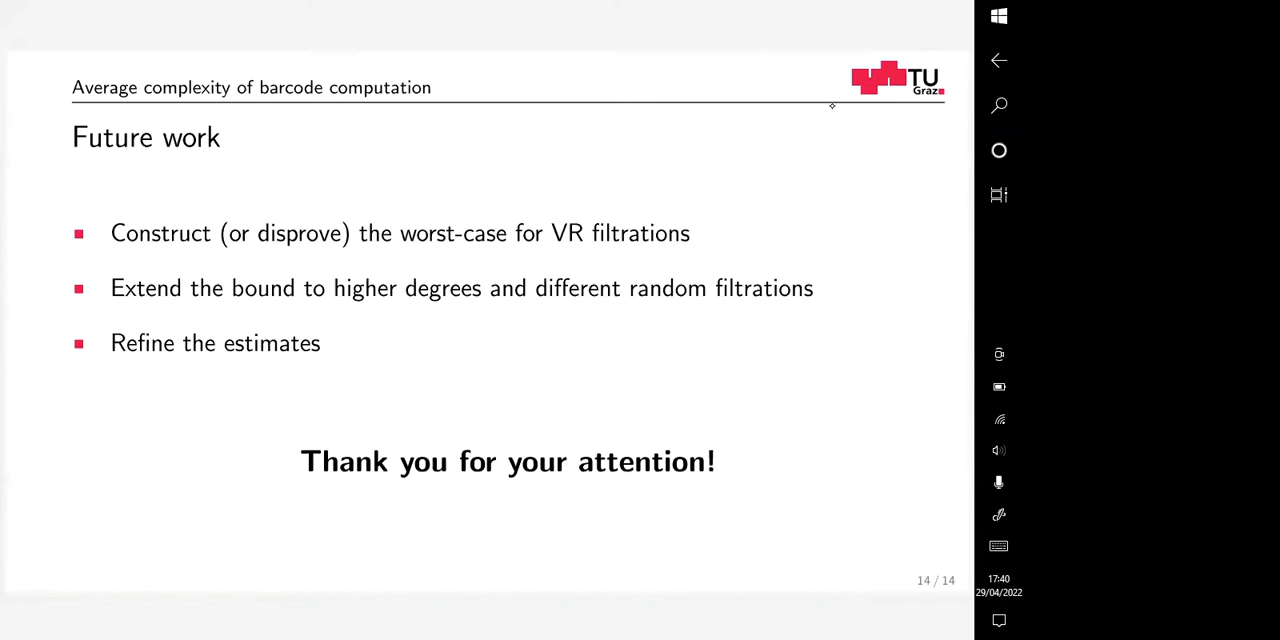 Average complexity of barcode computation
TU
Graz
Future work
Construct (or disprove) the worst-case for VR filtrations
Extend the bound to higher degrees and different random filtrations
Refine the estimates
Thank you for your attention!
14 / 14
17:40
29/04/2022